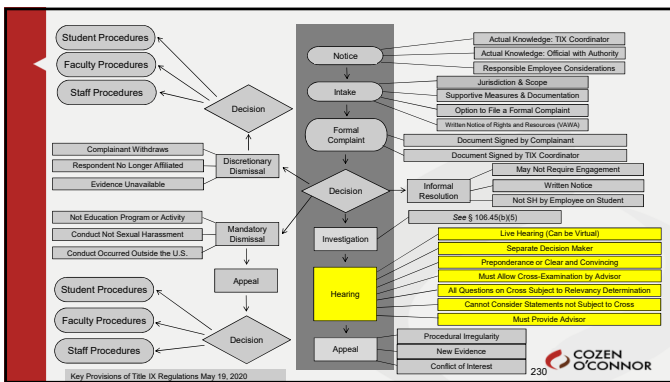 Student Procedures
Faculty Procedures
Staff Procedures
Decision
Complainant Withdraws
Respondent No Longer Affiliated
Evidence Unavailable
Discretionary
Dismissal
Not Education Program or Activity
Conduct Not Sexual Harassment
Conduct Occurred Outside the U.S.
Mandatory
Dismissal
Appeal
Student Procedures
Faculty Procedures
Staff Procedures
Decision
Key Provisions of Title IX Regulations May 19, 2020
Notice
Intake
Formal
Complaint
Decision
Investigation
Hearing
Appeal
Actual Knowledge: TIX Coordinator
Actual Knowledge: Official with Authority
Responsible Employee Considerations
Jurisdiction & Scope
Supportive Measures & Documentation
Option to File a Formal Complaint
Written Notice of Rights and Resources (VAWA)
Document Signed by Complainant
Document Signed by TIX Coordinator
Informal
Resolution
May Not Require Engagement
Written Notice
Not SH by Employee on Student
See § 106.45(b)(5)
Live Hearing (Can be Virtual)
Separate Decision Maker
Preponderance or Clear and Convincing
Must Allow Cross-Examination by Advisor
All Questions on Cross Subject to Relevancy Determination
Cannot Consider Statements not Subject to Cross
Must Provide Advisor
Procedural Irregularity
New Evidence
Conflict of Interest
230
COZEN
O'CONNOR